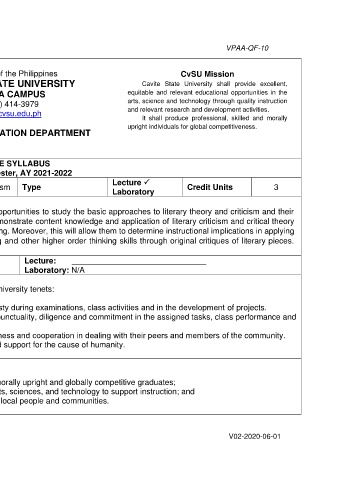 VPAA-QF-10
of the Philippines
ATE UNIVERSITY
A CAMPUS
) 414-3979
cvsu.edu.ph
ATION DEPARTMENT
CvSU Mission
Cavite State University shall provide excellent,
equitable and relevant educational opportunities in the
arts, science and technology through quality instruction
and relevant research and development activities.
It shall produce professional, skilled and morally
upright individuals for global competitiveness.
E SYLLABUS
ester, AY 2021-2022
ism Type Lecture ✓ Credit Units 3
Laboratory
opportunities to study the basic approaches to literary theory and criticism and their
monstrate content knowledge and application of literary criticism and critical theory
ng. Moreover, this will allow them to determine instructional implications in applying
g and other higher order thinking skills through original critiques of literary pieces.
Lecture:
Laboratory: N/A
niversity tenets:
sty during examinations, class activities and in the development of projects.
punctuality, diligence and commitment in the assigned tasks, class performance and
ness and cooperation in dealing with their peers and members of the community.
d support for the cause of humanity.
norally upright and globally competitive graduates;
ts, sciences, and technology to support instruction; and
local people and communities.
V02-2020-06-01